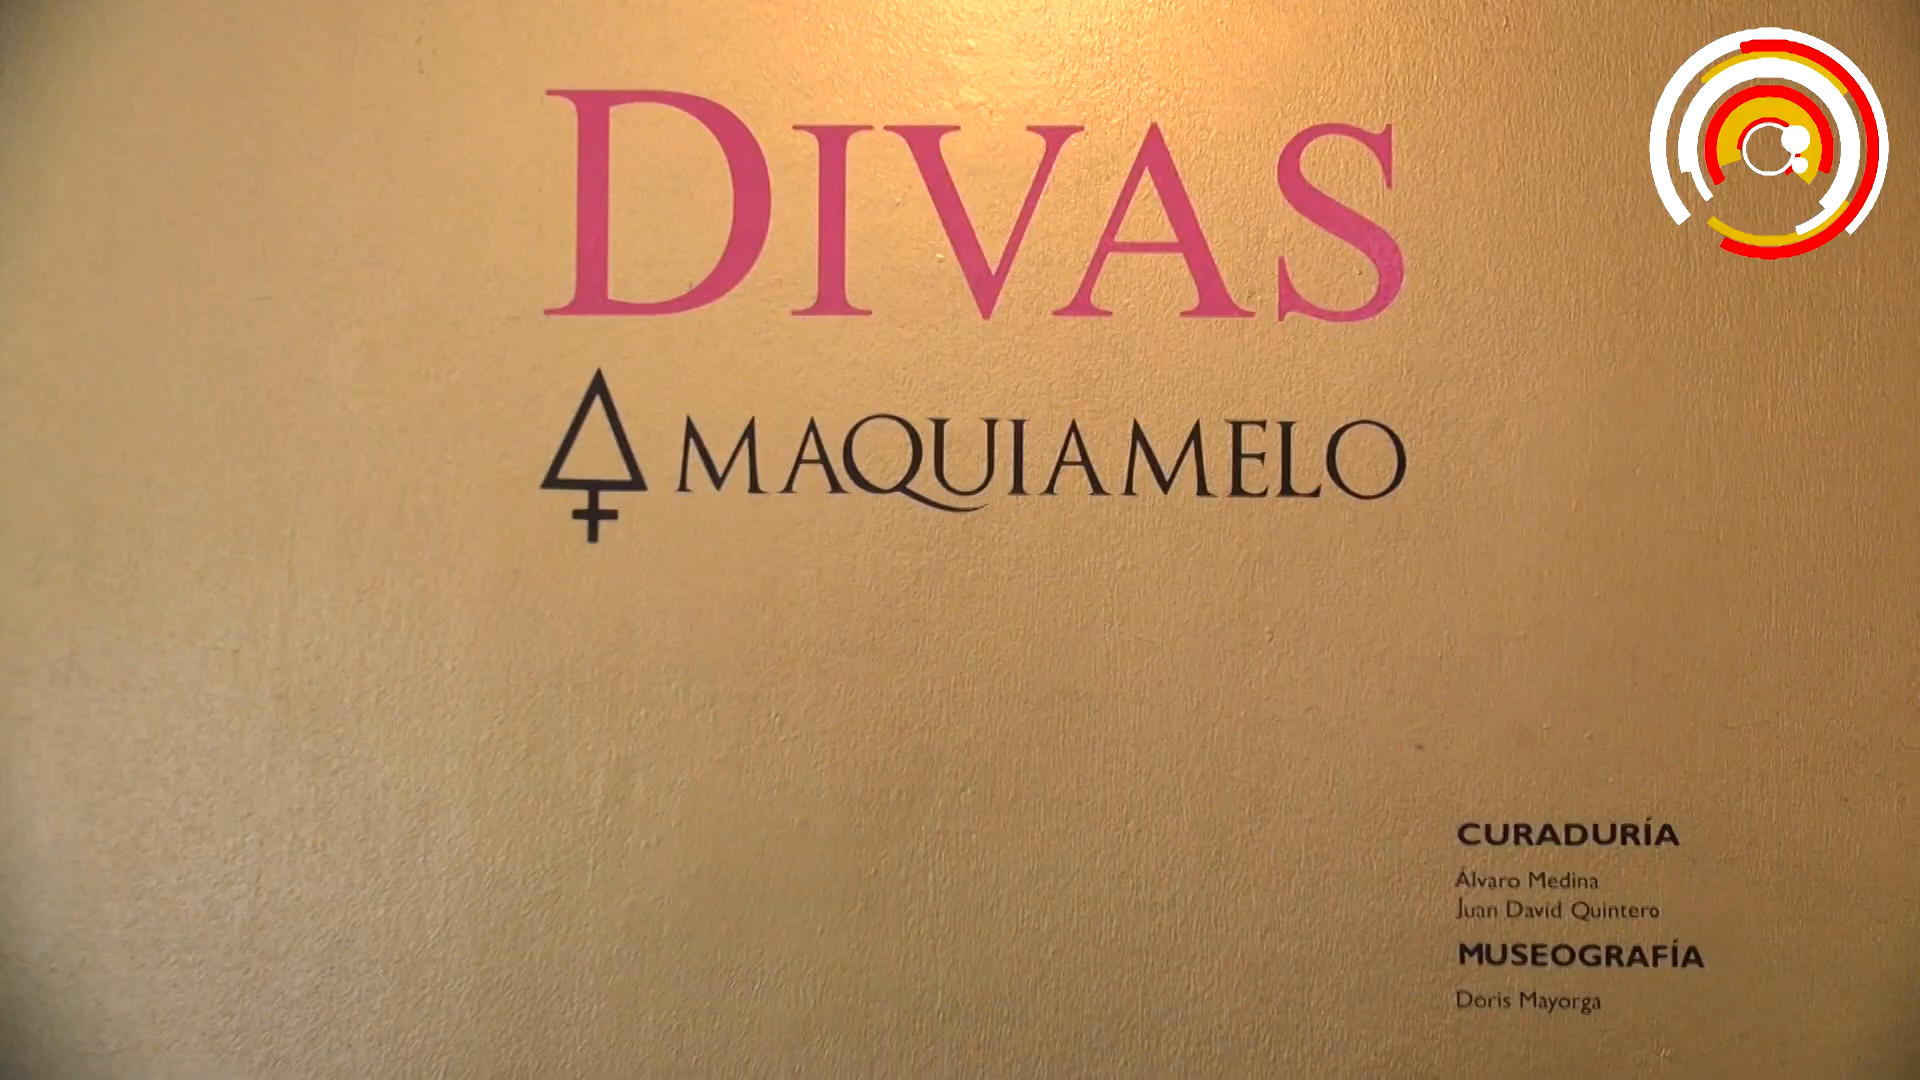 DIVAS
MAQUIAMELO
CURADURÍA
Álvaro Medina
Juan David Quintero
MUSEOGRAFÍA
Doris Mayorga